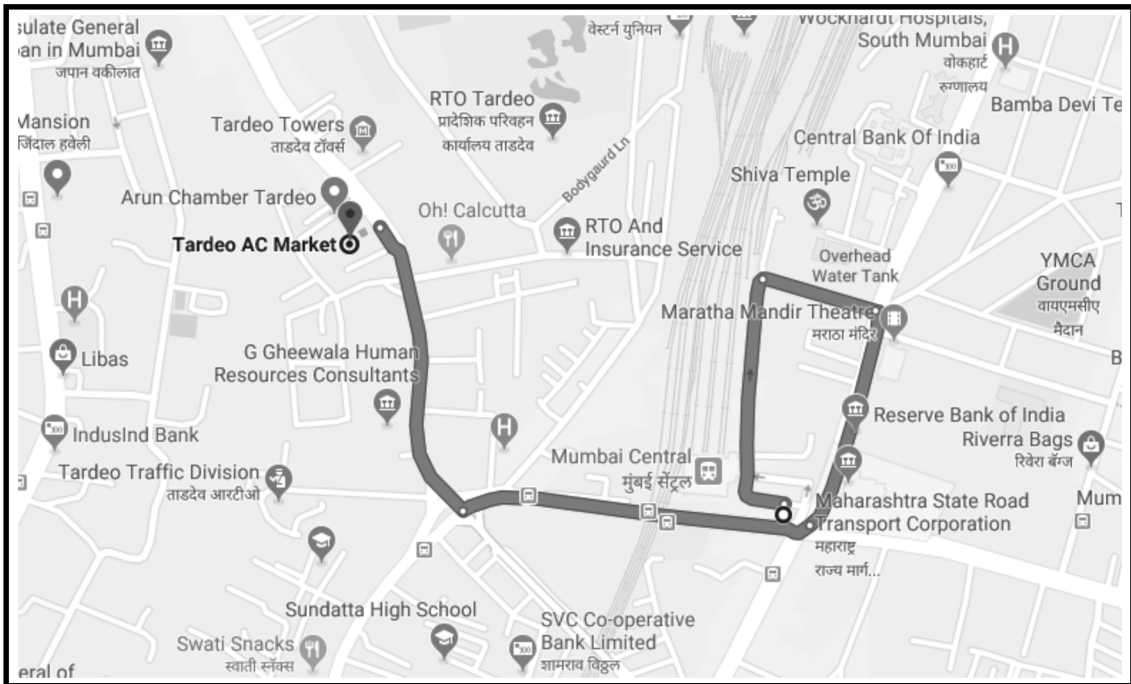 sulate General
an in Mumbai
जपान वकीलात
वेस्टर्न युनियन
Wockhardt Hospitals,
South Mumbai
वोकहार्ट
रुग्णालय
Mansion
जिंदाल हवेली
Tardeo Towers
ताडदेव टॉवर्स
RTO Tardeo
प्रादेशिक परिवहन
कार्यालय ताडदेव
Bodygaurd Ln
Central Bank Of India
Bamba Devi Te
Shiva Temple
Arun Chamber Tardeo
Tardeo AC Market
Oh! Calcutta
RTO And
Insurance Service
Overhead
Water Tank
YMCA
Ground
वायएमसीए
मैदान
Maratha Mandir Theatre
मराठा मंदिर
Libas
G Gheewala Human
Resources Consultants
IndusInd Bank
Reserve Bank of India
Riverra Bags
रिवेरा बॅग्ज
Tardeo Traffic Division
ताडदेव आरटीओ
Mumbai Central
मुंबई सेंट्रल
Maharashtra State Road
Transport Corporation
महाराष्ट्र
राज्य मार्ग...
Mum
Sundatta High School
Swati Snacks
स्वाती स्नॅक्स
SVC Co-operative
Bank Limited
शामराव विठ्ठल
eral of